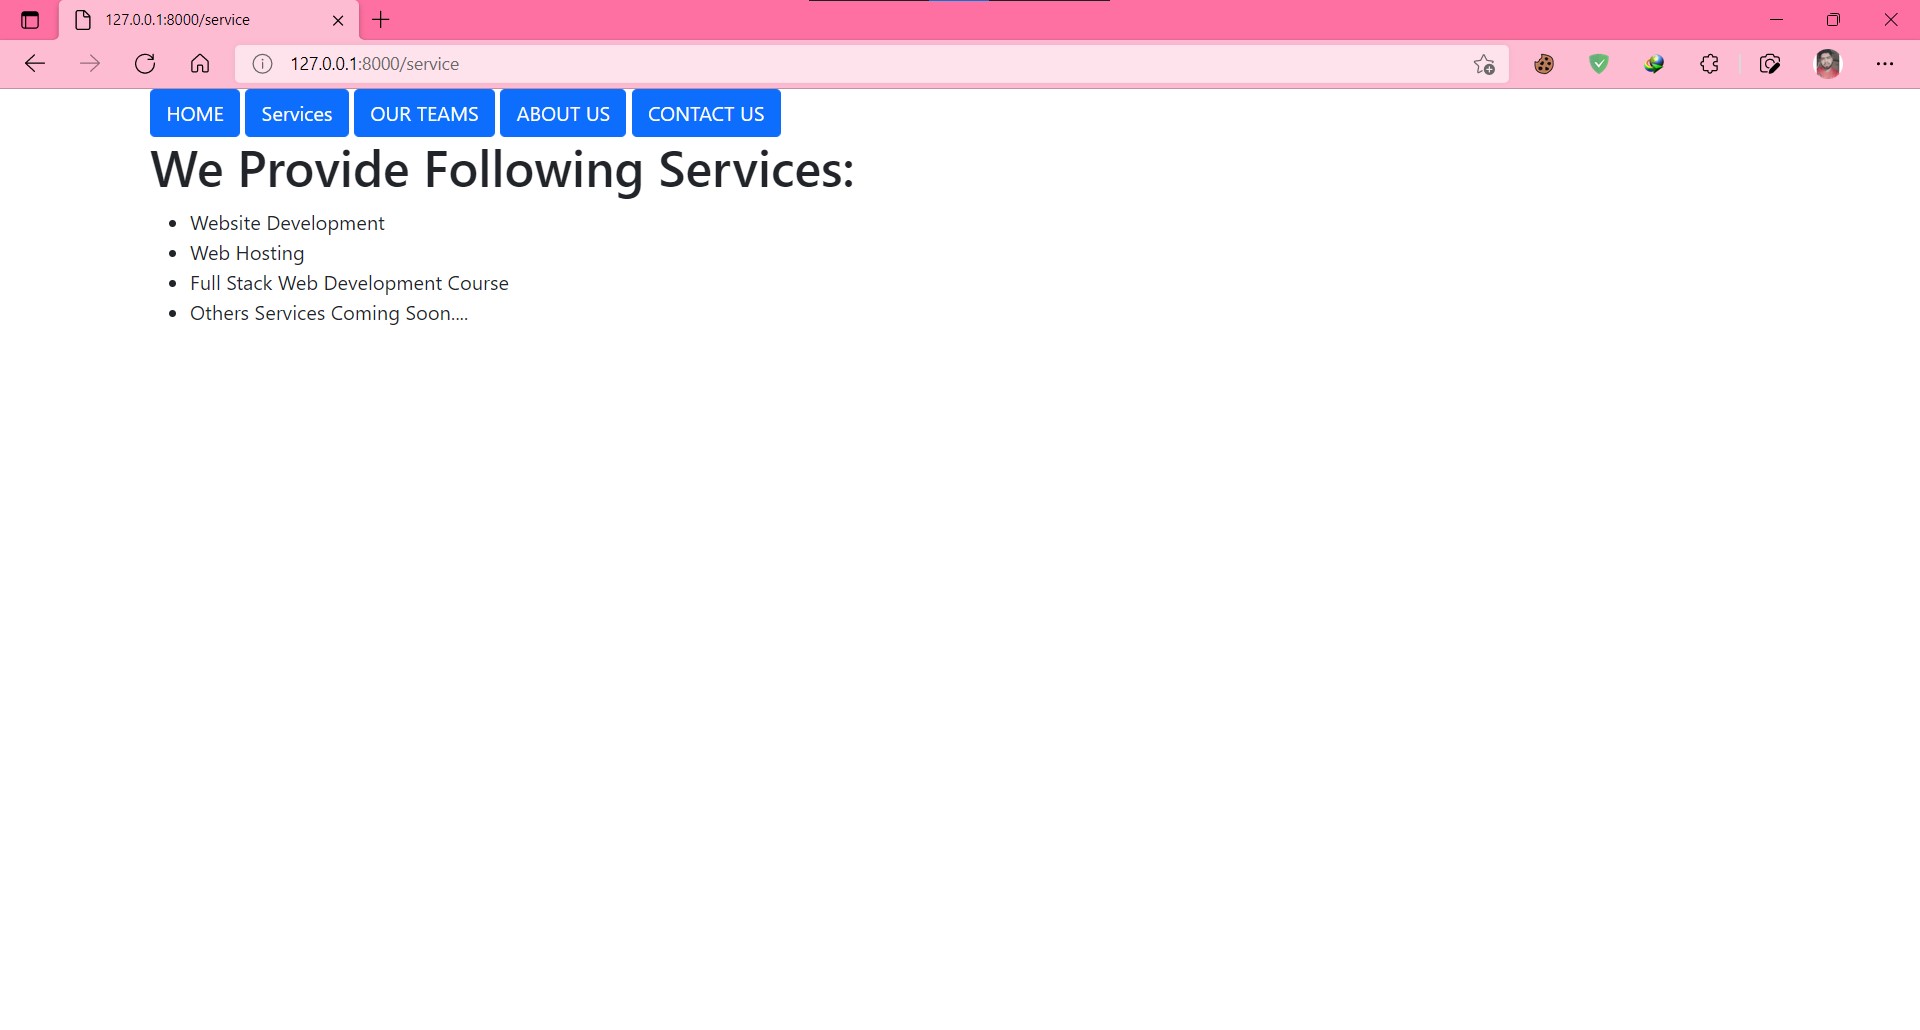 127.0.0.1:8000/service
127.0.0.1:8000/service
HOME Services OUR TEAMS ABOUT US CONTACT US
We Provide Following Services:
Website Development
Web Hosting
Full Stack Web Development Course
Others Services Coming Soon....